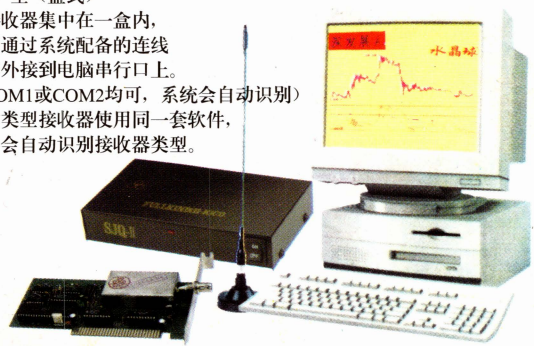 型（盒式）
收器集中在一盒内，
通过系统配备的连线
外接到电脑串行口上。
OM1或COM2均可，系统会自动识别）
类型接收器使用同一套软件，
会自动识别接收器类型。
水晶球
SJQ-II